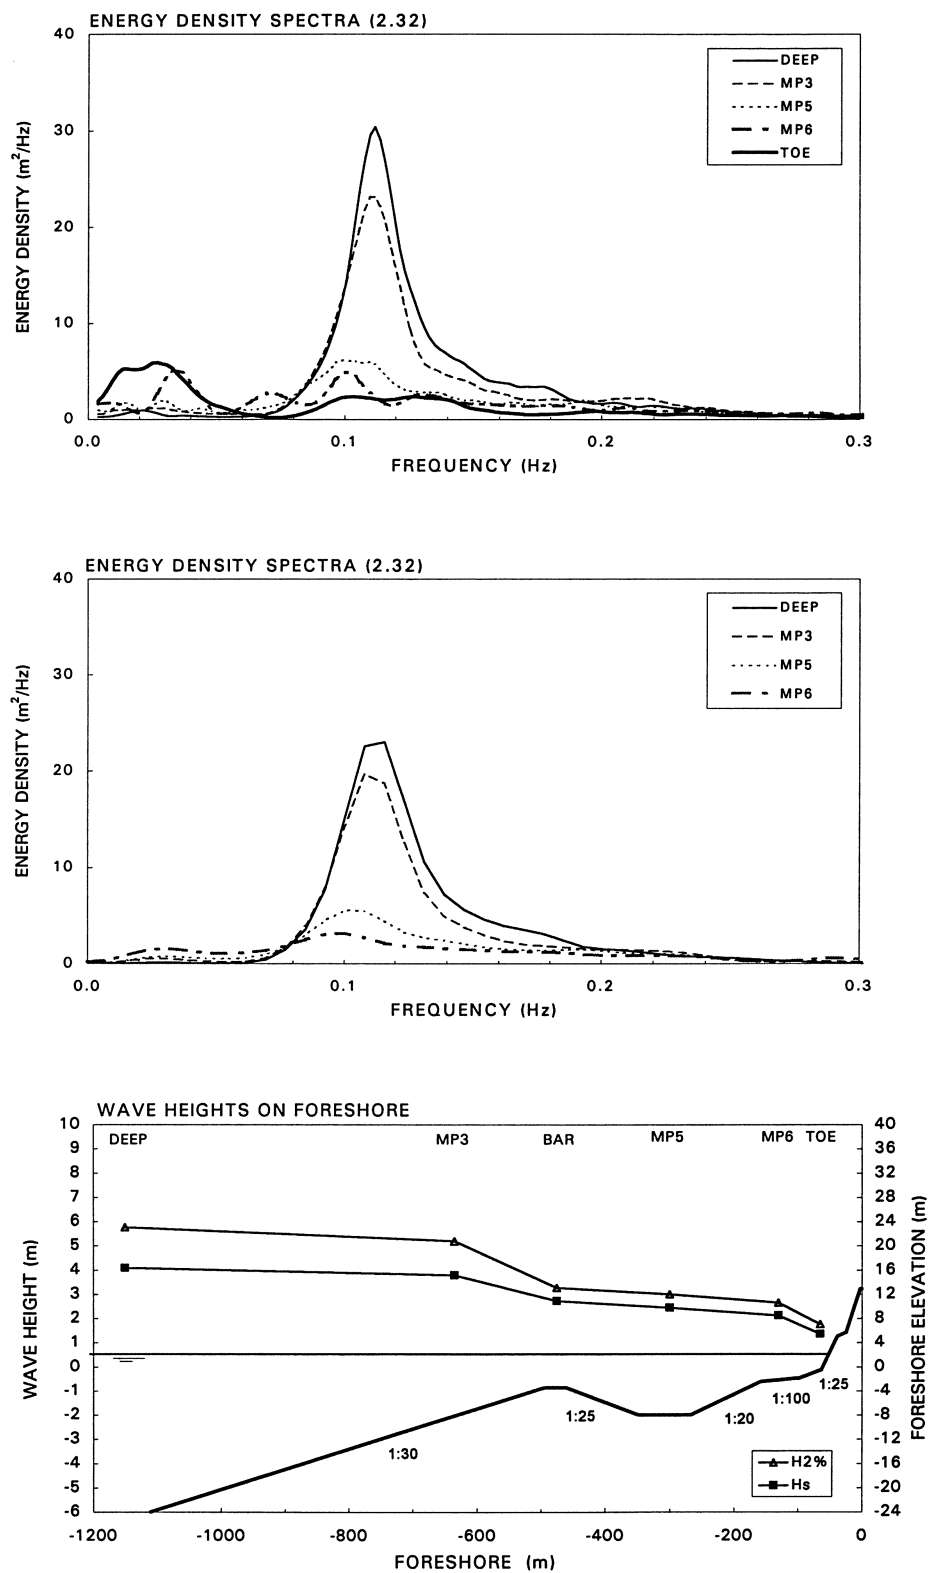 ENERGY DENSITY SPECTRA (2.32)
40
30
20
10
0
ENERGY DENSITY (m²/Hz)
DEEP
MP3
MP5
MP6
TOE
0.0 0.1 0.2 0.3
FREQUENCY (Hz)
ENERGY DENSITY SPECTRA (2.32)
40
30
20
10
0
ENERGY DENSITY (m²/Hz)
DEEP
MP3
MP5
MP6
0.0 0.1 0.2 0.3
FREQUENCY (Hz)
WAVE HEIGHTS ON FORESHORE
DEEP MP3 BAR MP5 MP6 TOE
10
9
8
7
6
5
4
3
2
1
0
-1
-2
-3
-4
-5
-6
WAVE HEIGHT (m)
40
36
32
28
24
20
16
12
8
4
0
-4
-8
-12
-16
-20
-24
FORESHORE ELEVATION (m)
1:30
1:25
1:20
1:100
1:25
H2%
Hs
-1200 -1000 -800 -600 -400 -200 0
FORESHORE (m)